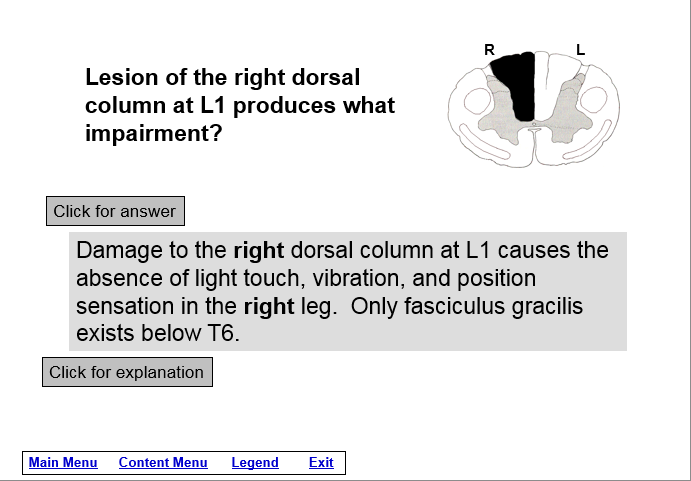 R L
Lesion of the right dorsal
column at L1 produces what
impairment?
Click for answer
Damage to the right dorsal column at L1 causes the
absence of light touch, vibration, and position
sensation in the right leg.  Only fasciculus gracilis
exists below T6.
Click for explanation
Main Menu Content Menu Legend Exit